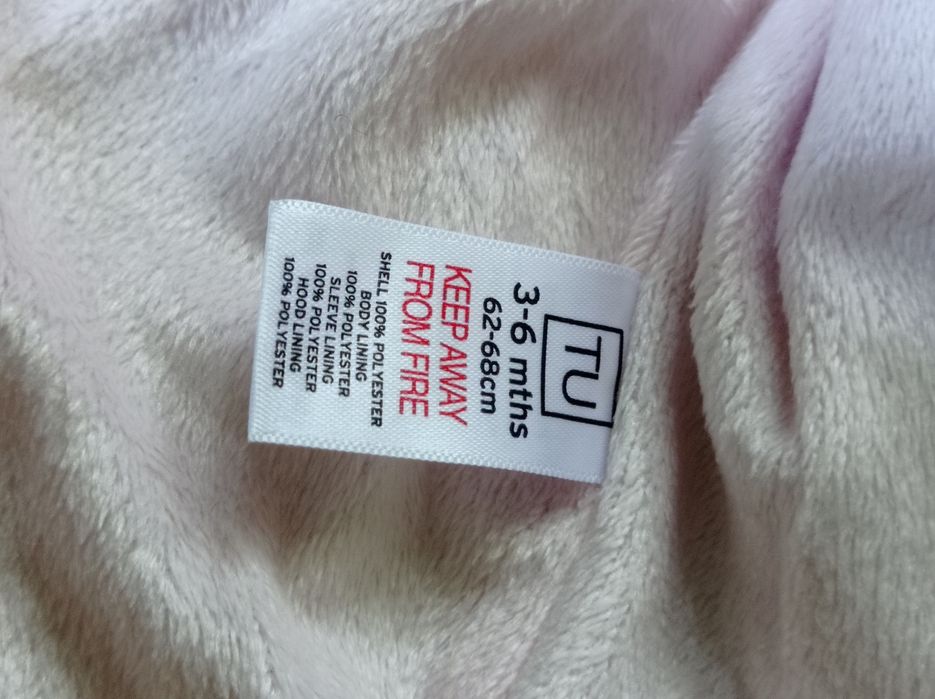 TU
3-6 mths
62-68cm
KEEP AWAY
FROM FIRE
SHELL 100% POLYESTER
BODY LINING
100% POLYESTER
SLEEVE LINING
100% POLYESTER
HOOD LINING
100% POLYESTER